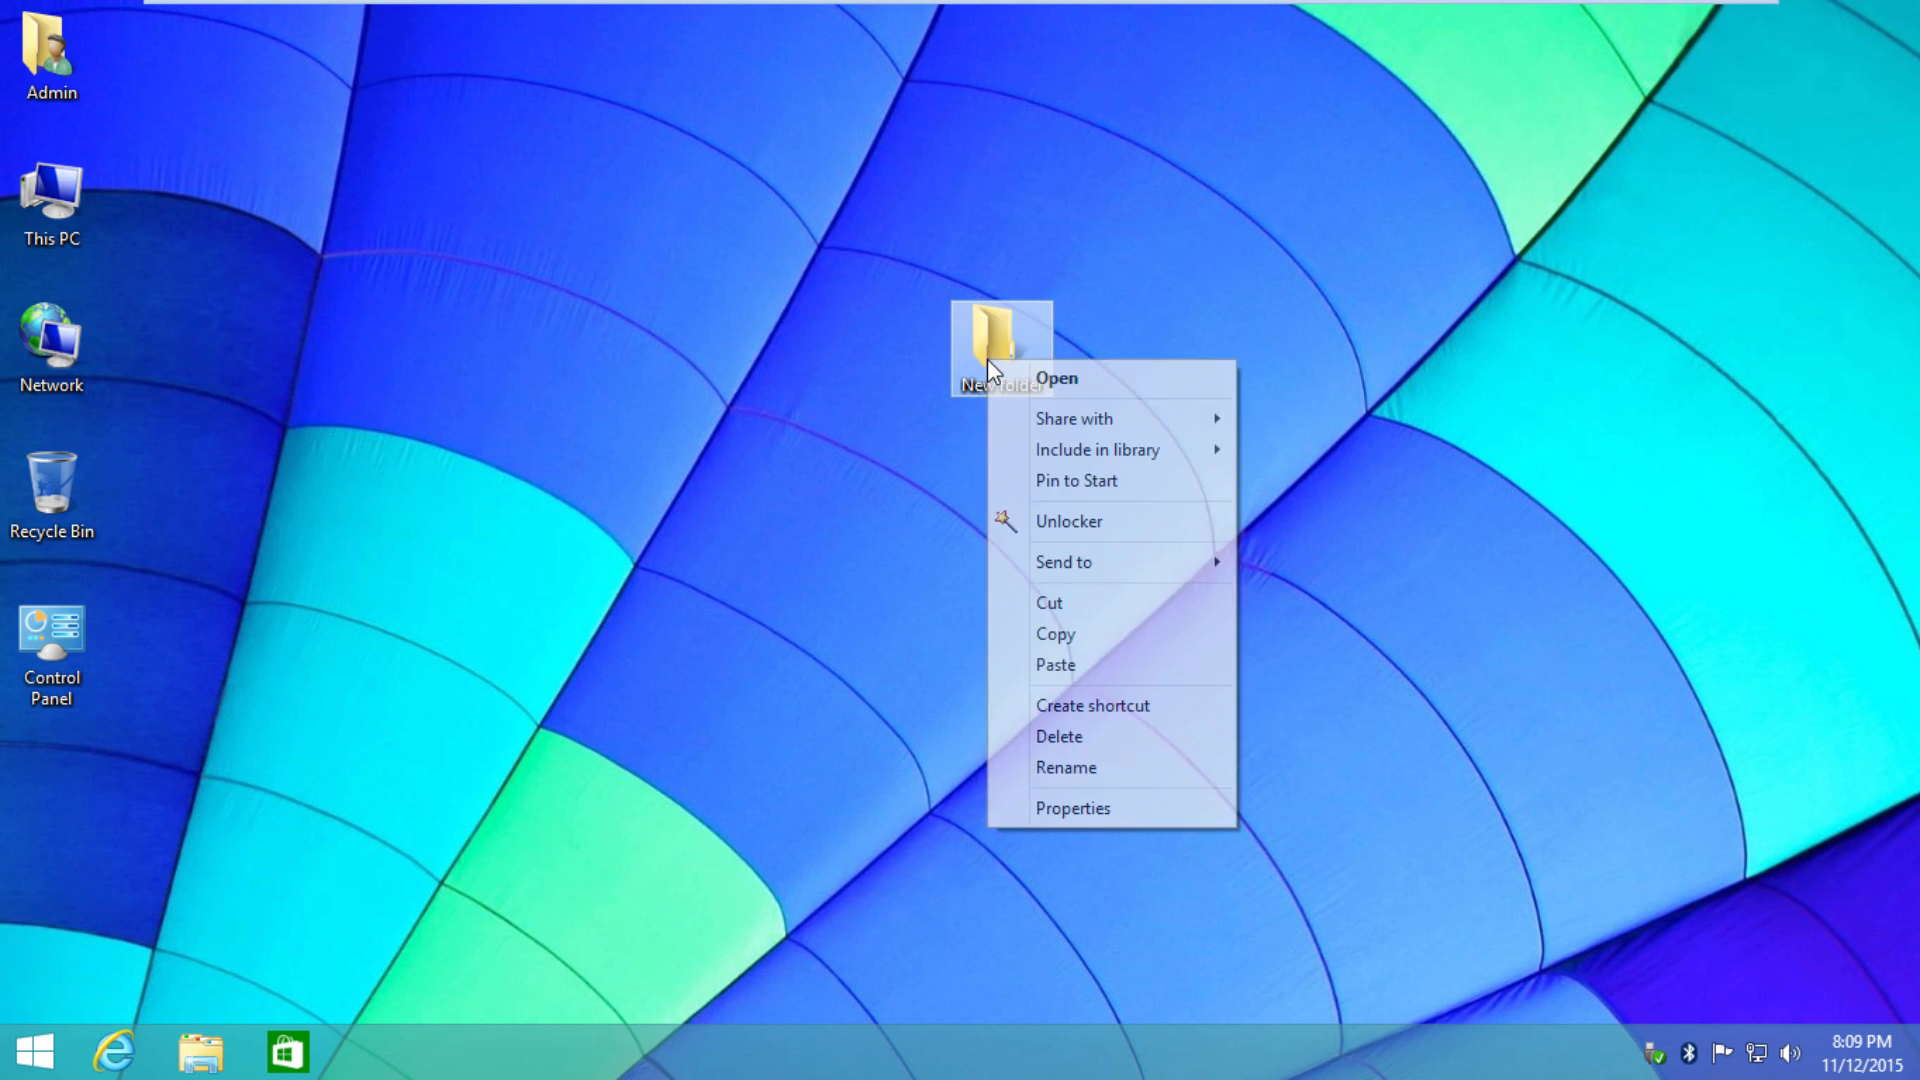 Admin
This PC
Network
Recycle Bin
Control
Panel
New folder
Open
Share with
Include in library
Pin to Start
Unlocker
Send to
Cut
Copy
Paste
Create shortcut
Delete
Rename
Properties
8:09 PM
11/12/2015